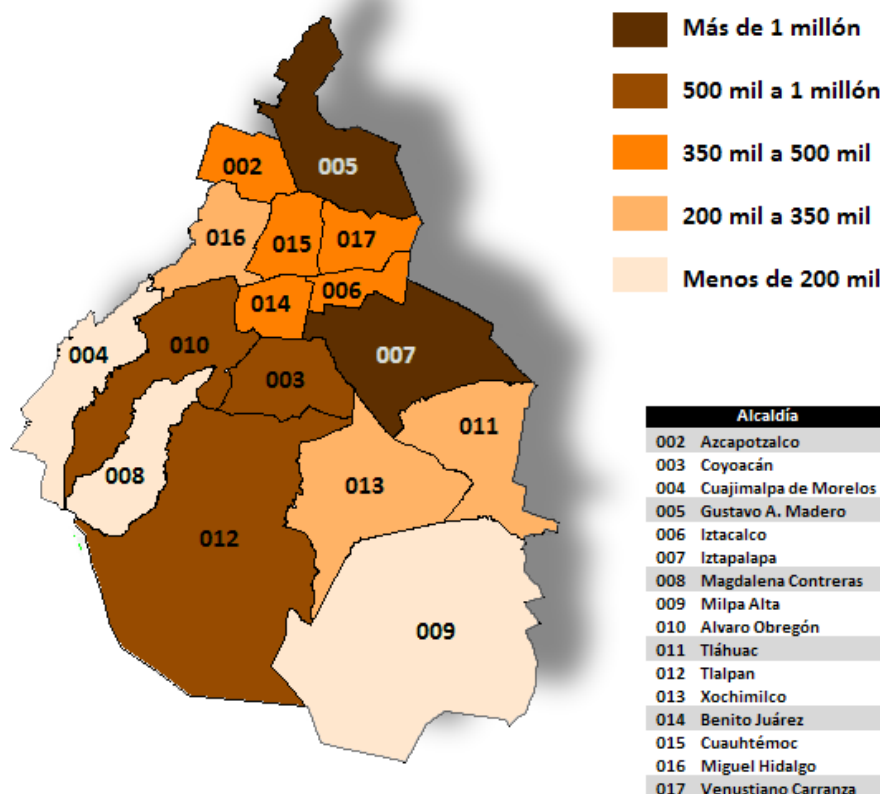 Más de 1 millón
500 mil a 1 millón
350 mil a 500 mil
200 mil a 350 mil
Menos de 200 mil
002
005
016
015
017
014
006
004
010
007
003
011
008
013
012
009
Alcaldía
002 Azcapotzalco
003 Coyoacán
004 Cuajimalpa de Morelos
005 Gustavo A. Madero
006 Iztacalco
007 Iztapalapa
008 Magdalena Contreras
009 Milpa Alta
010 Alvaro Obregón
011 Tláhuac
012 Tlalpan
013 Xochimilco
014 Benito Juárez
015 Cuauhtémoc
016 Miguel Hidalgo
017 Venustiano Carranza